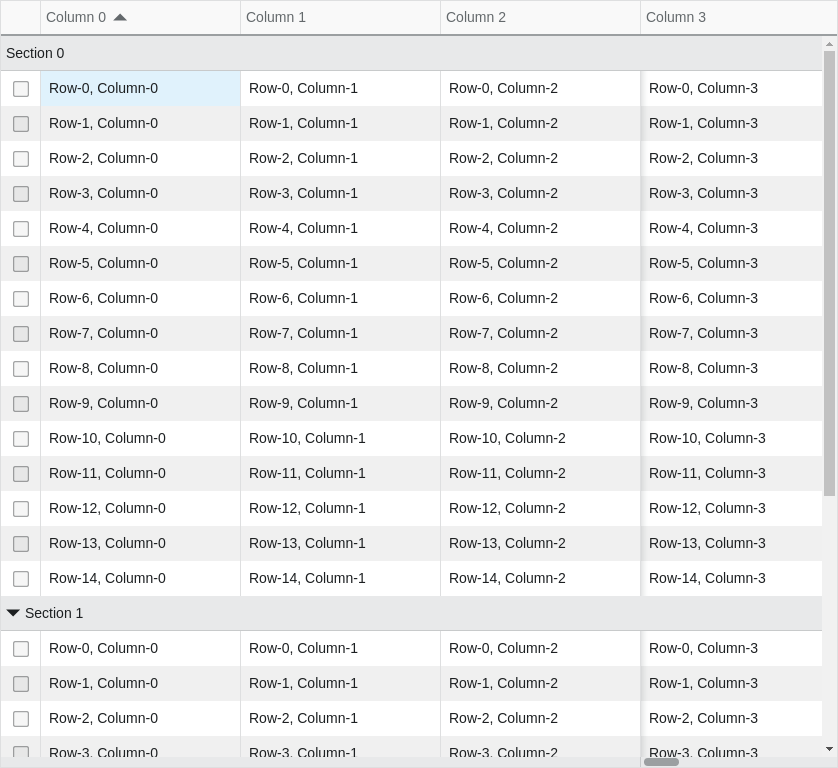 Column 0 Column 1 Column 2 Column 3
Section 0
Row-0, Column-0 Row-0, Column-1 Row-0, Column-2 Row-0, Column-3
Row-1, Column-0 Row-1, Column-1 Row-1, Column-2 Row-1, Column-3
Row-2, Column-0 Row-2, Column-1 Row-2, Column-2 Row-2, Column-3
Row-3, Column-0 Row-3, Column-1 Row-3, Column-2 Row-3, Column-3
Row-4, Column-0 Row-4, Column-1 Row-4, Column-2 Row-4, Column-3
Row-5, Column-0 Row-5, Column-1 Row-5, Column-2 Row-5, Column-3
Row-6, Column-0 Row-6, Column-1 Row-6, Column-2 Row-6, Column-3
Row-7, Column-0 Row-7, Column-1 Row-7, Column-2 Row-7, Column-3
Row-8, Column-0 Row-8, Column-1 Row-8, Column-2 Row-8, Column-3
Row-9, Column-0 Row-9, Column-1 Row-9, Column-2 Row-9, Column-3
Row-10, Column-0 Row-10, Column-1 Row-10, Column-2 Row-10, Column-3
Row-11, Column-0 Row-11, Column-1 Row-11, Column-2 Row-11, Column-3
Row-12, Column-0 Row-12, Column-1 Row-12, Column-2 Row-12, Column-3
Row-13, Column-0 Row-13, Column-1 Row-13, Column-2 Row-13, Column-3
Row-14, Column-0 Row-14, Column-1 Row-14, Column-2 Row-14, Column-3
Section 1
Row-0, Column-0 Row-0, Column-1 Row-0, Column-2 Row-0, Column-3
Row-1, Column-0 Row-1, Column-1 Row-1, Column-2 Row-1, Column-3
Row-2, Column-0 Row-2, Column-1 Row-2, Column-2 Row-2, Column-3
Row-3, Column-0 Row-3, Column-1 Row-3, Column-2 Row-3, Column-3